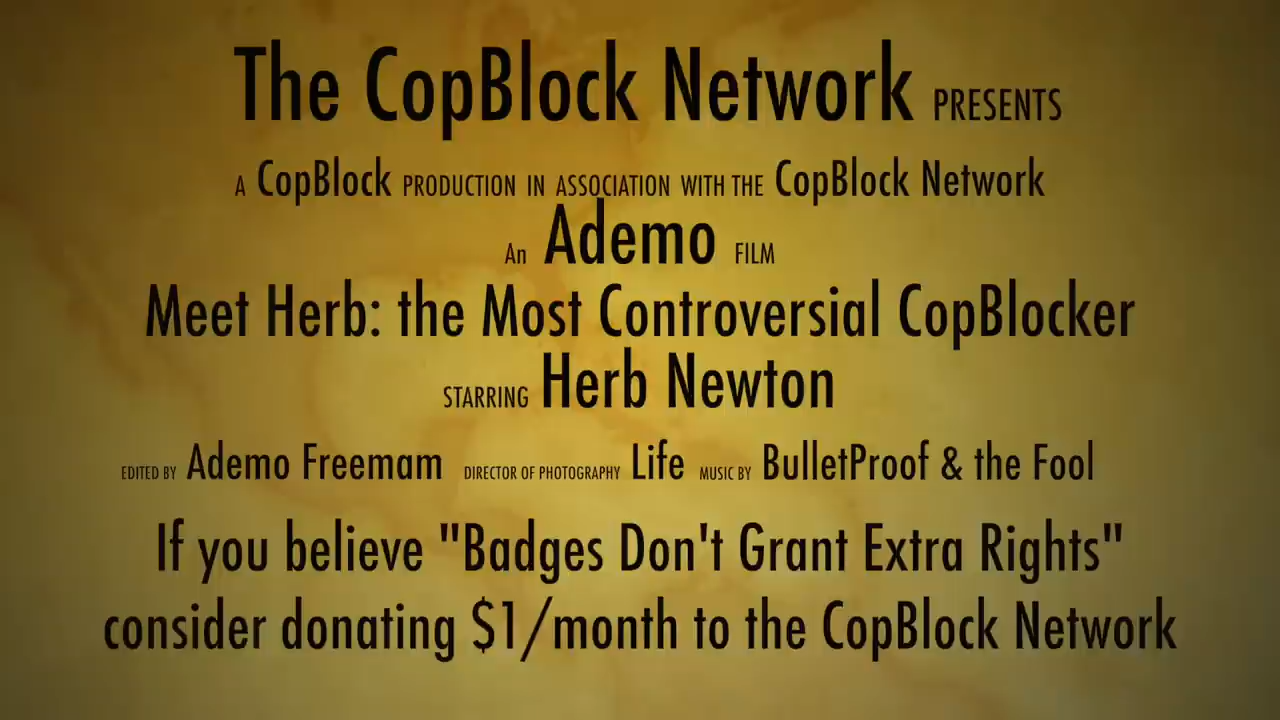 The CopBlock Network PRESENTS
A CopBlock PRODUCTION IN ASSOCIATION WITH THE CopBlock Network
An Ademo FILM
Meet Herb: the Most Controversial CopBlocker
STARRING Herb Newton
EDITED BY Ademo Freemam DIRECTOR OF PHOTOGRAPHY Life MUSIC BY BulletProof & the Fool
If you believe "Badges Don't Grant Extra Rights"
consider donating $1/month to the CopBlock Network